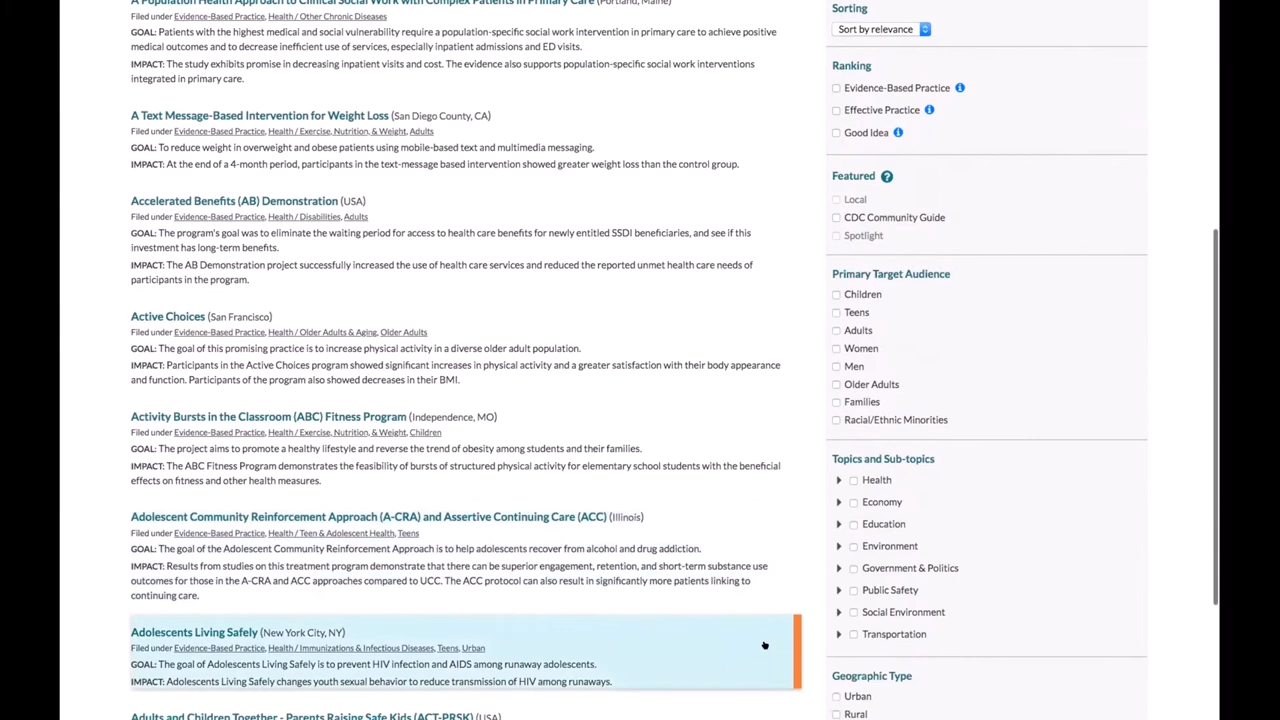 A Population Health Approach to Clinical Social Work with Complex Patients in Primary Care (Portland, Maine)
Filed under Evidence-Based Practice, Health / Other Chronic Diseases
GOAL: Patients with the highest medical and social vulnerability require a population-specific social work intervention in primary care to achieve positive
medical outcomes and to decrease inefficient use of services, especially inpatient admissions and ED visits.
IMPACT: The study exhibits promise in decreasing inpatient visits and cost. The evidence also supports population-specific social work interventions
integrated in primary care.
A Text Message-Based Intervention for Weight Loss (San Diego County, CA)
Filed under Evidence-Based Practice, Health / Exercise, Nutrition, & Weight, Adults
GOAL: To reduce weight in overweight and obese patients using mobile-based text and multimedia messaging.
IMPACT: At the end of a 4-month period, participants in the text-message based intervention showed greater weight loss than the control group.
Accelerated Benefits (AB) Demonstration (USA)
Filed under Evidence-Based Practice, Health / Disabilities, Adults
GOAL: The program's goal was to eliminate the waiting period for access to health care benefits for newly entitled SSDI beneficiaries, and see if this
investment has long-term benefits.
IMPACT: The AB Demonstration project successfully increased the use of health care services and reduced the reported unmet health care needs of
participants in the program.
Active Choices (San Francisco)
Filed under Evidence-Based Practice, Health / Older Adults & Aging, Older Adults
GOAL: The goal of this promising practice is to increase physical activity in a diverse older adult population.
IMPACT: Participants in the Active Choices program showed significant increases in physical activity and a greater satisfaction with their body appearance
and function. Participants of the program also showed decreases in their BMI.
Activity Bursts in the Classroom (ABC) Fitness Program (Independence, MO)
Filed under Evidence-Based Practice, Health / Exercise, Nutrition, & Weight, Children
GOAL: The project aims to promote a healthy lifestyle and reverse the trend of obesity among students and their families.
IMPACT: The ABC Fitness Program demonstrates the feasibility of bursts of structured physical activity for elementary school students with the beneficial
effects on fitness and other health measures.
Adolescent Community Reinforcement Approach (A-CRA) and Assertive Continuing Care (ACC) (Illinois)
Filed under Evidence-Based Practice, Health / Teen & Adolescent Health, Teens
GOAL: The goal of the Adolescent Community Reinforcement Approach is to help adolescents recover from alcohol and drug addiction.
IMPACT: Results from studies on this treatment program demonstrate that there can be superior engagement, retention, and short-term substance use
outcomes for those in the A-CRA and ACC approaches compared to UCC. The ACC protocol can also result in significantly more patients linking to
continuing care.
Adolescents Living Safely (New York City, NY)
Filed under Evidence-Based Practice, Health / Immunizations & Infectious Diseases, Teens, Urban
GOAL: The goal of Adolescents Living Safely is to prevent HIV infection and AIDS among runaway adolescents.
IMPACT: Adolescents Living Safely changes youth sexual behavior to reduce transmission of HIV among runaways.
Adults and Children Together - Parents Raising Safe Kids (ACT-PRSK) (USA)
Sorting
Sort by relevance
Ranking
Evidence-Based Practice
Effective Practice
Good Idea
Featured
Local
CDC Community Guide
Spotlight
Primary Target Audience
Children
Teens
Adults
Women
Men
Older Adults
Families
Racial/Ethnic Minorities
Topics and Sub-topics
Health
Economy
Education
Environment
Government & Politics
Public Safety
Social Environment
Transportation
Geographic Type
Urban
Rural